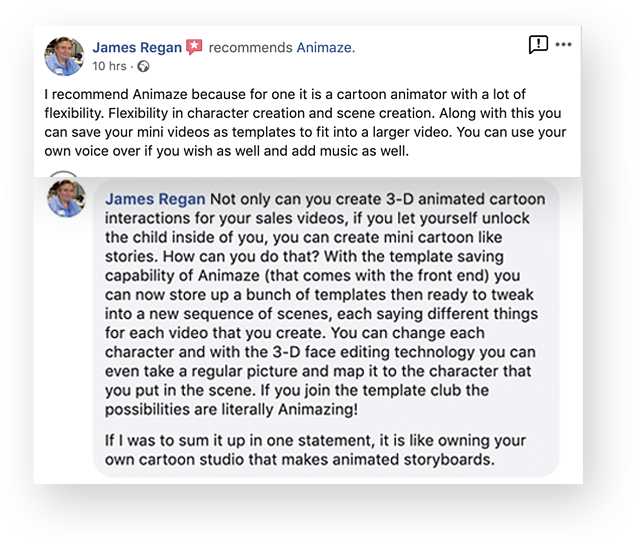 James Regan recommends Animaze.
10 hrs ·
I recommend Animaze because for one it is a cartoon animator with a lot of
flexibility. Flexibility in character creation and scene creation. Along with this you
can save your mini videos as templates to fit into a larger video. You can use your
own voice over if you wish as well and add music as well.
James Regan Not only can you create 3-D animated cartoon
interactions for your sales videos, if you let yourself unlock
the child inside of you, you can create mini cartoon like
stories. How can you do that? With the template saving
capability of Animaze (that comes with the front end) you
can now store up a bunch of templates then ready to tweak
into a new sequence of scenes, each saying different things
for each video that you create. You can change each
character and with the 3-D face editing technology you can
even take a regular picture and map it to the character that
you put in the scene. If you join the template club the
possibilities are literally Animazing!
If I was to sum it up in one statement, it is like owning your
own cartoon studio that makes animated storyboards.